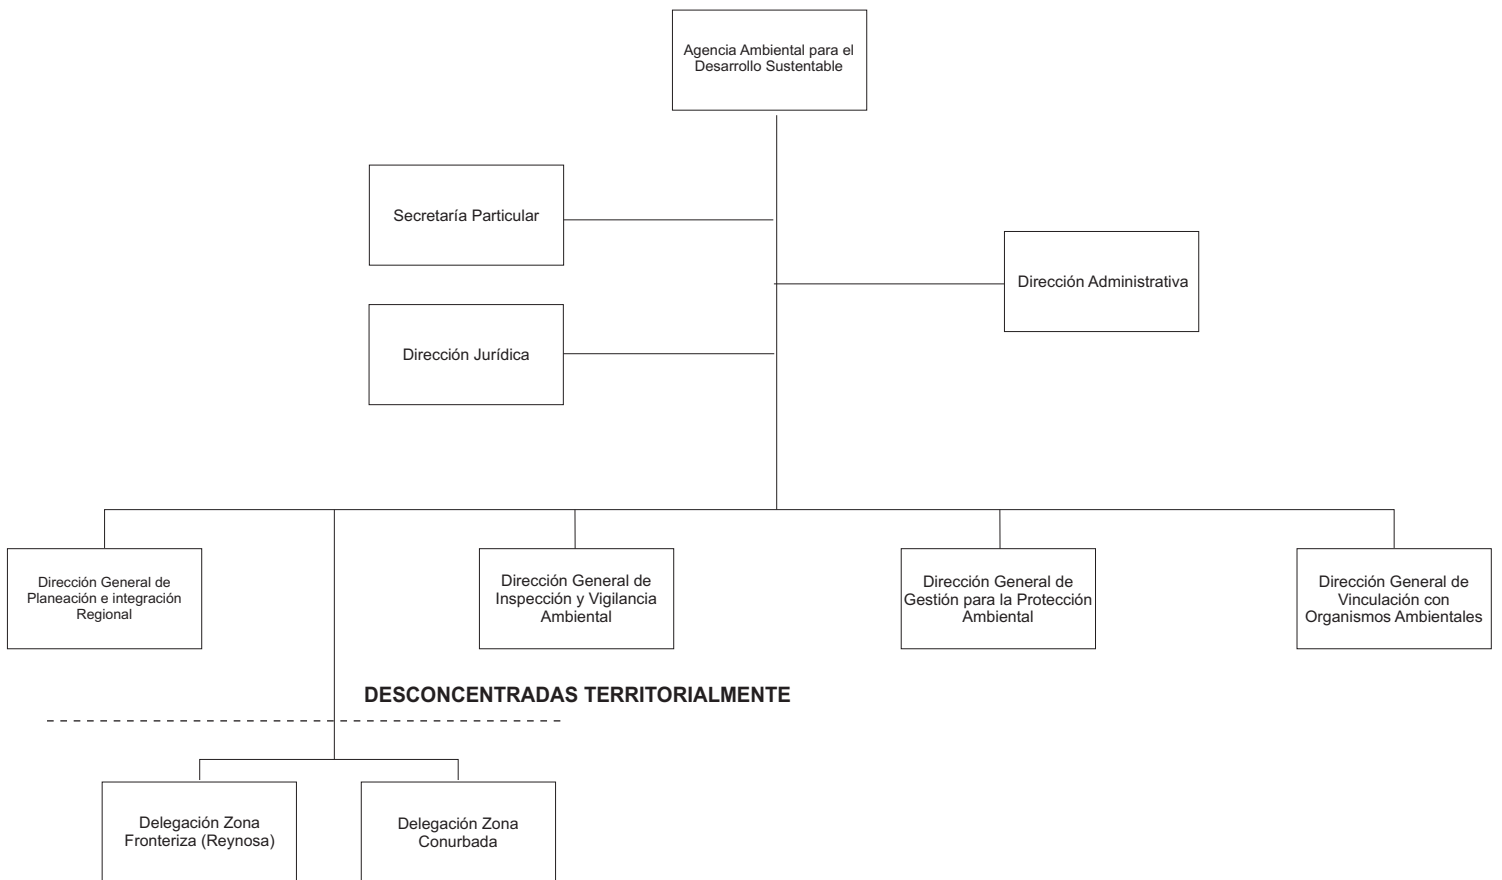 Agencia Ambiental para el
Desarrollo Sustentable
Secretaría Particular
Dirección Administrativa
Dirección Jurídica
Dirección General de
Planeación e integración
Regional
Dirección General de
Inspección y Vigilancia
Ambiental
Dirección General de
Gestión para la Protección
Ambiental
Dirección General de
Vinculación con
Organismos Ambientales
DESCONCENTRADAS TERRITORIALMENTE
Delegación Zona
Fronteriza (Reynosa)
Delegación Zona
Conurbada